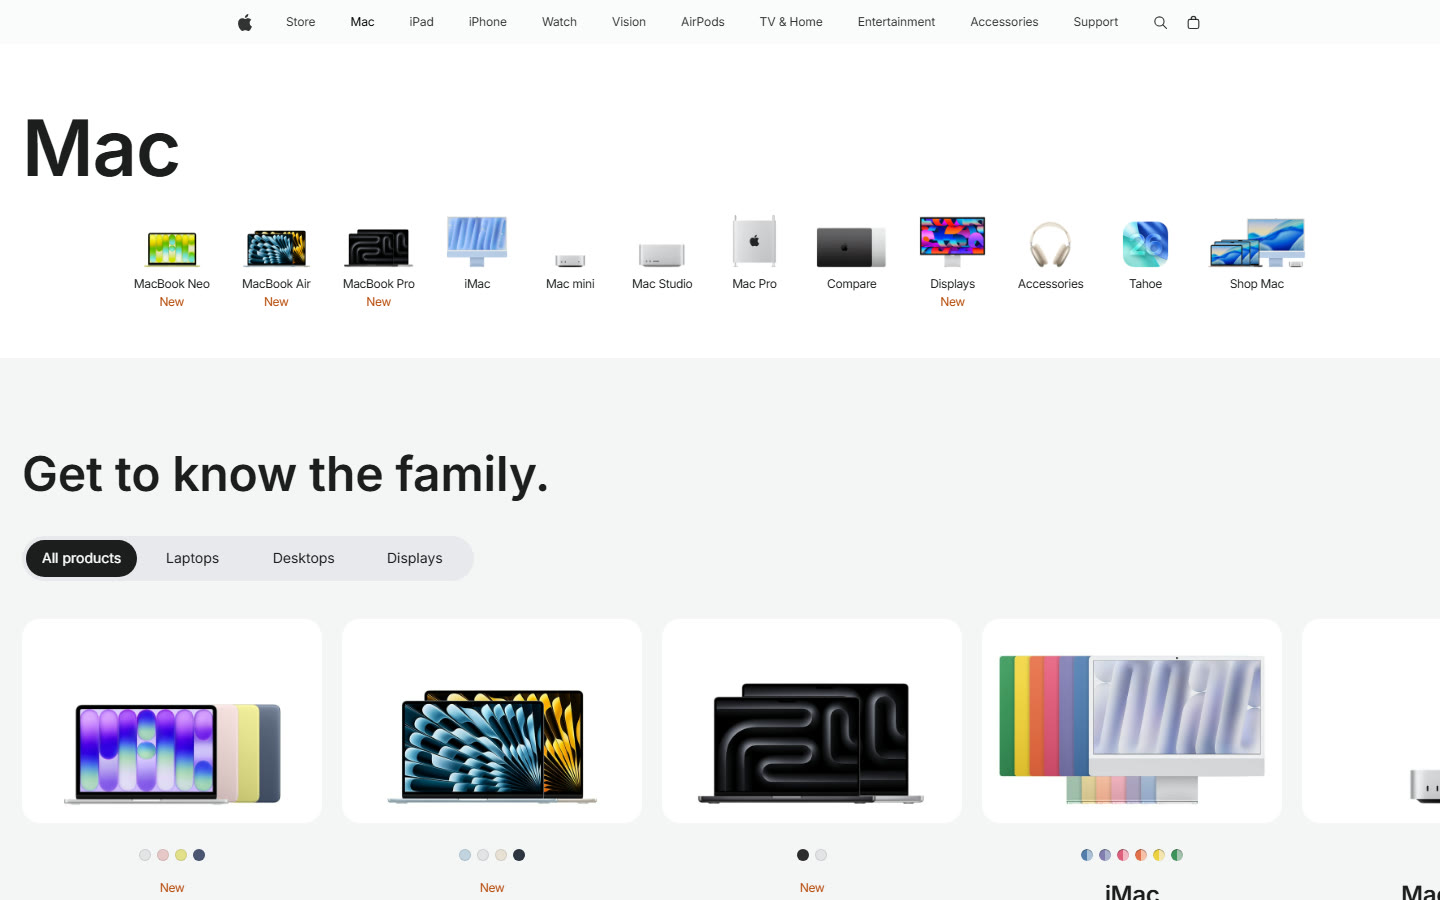 Store
Mac
iPad
iPhone
Watch
Vision
AirPods
TV & Home
Entertainment
Accessories
Support
Mac
MacBook Neo
New
MacBook Air
New
MacBook Pro
New
iMac
Mac mini
Mac Studio
Mac Pro
Compare
Displays
New
Accessories
Tahoe
Shop Mac
Get to know the family.
All products
Laptops
Desktops
Displays
New
New
New
iMac